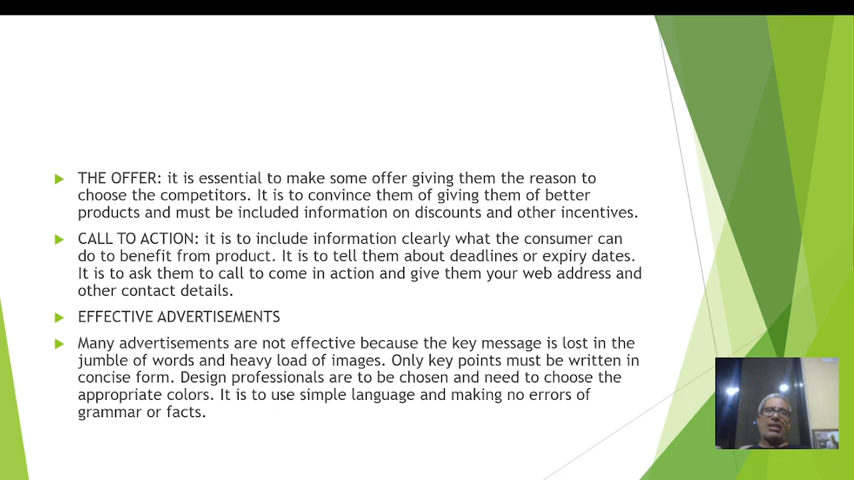 THE OFFER: it is essential to make some offer giving them the reason to
choose the competitors. It is to convince them of giving them of better
products and must be included information on discounts and other incentives.
CALL TO ACTION: it is to include information clearly what the consumer can
do to benefit from product. It is to tell them about deadlines or expiry dates.
It is to ask them to call to come in action and give them your web address and
other contact details.
EFFECTIVE ADVERTISEMENTS
Many advertisements are not effective because the key message is lost in the
jumble of words and heavy load of images. Only key points must be written in
concise form. Design professionals are to be chosen and need to choose the
appropriate colors. It is to use simple language and making no errors of
grammar or facts.